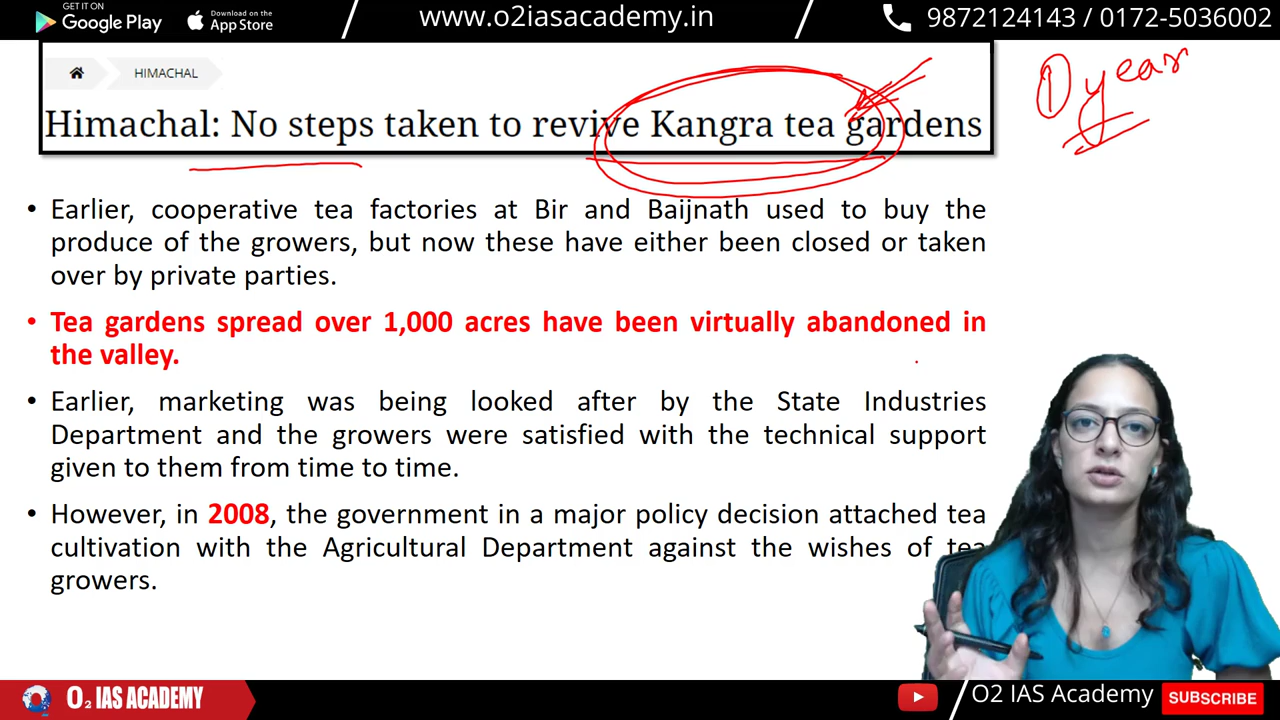 GET IT ON
Google Play
Download on the
App Store
www.o2iasacademy.in
9872124143 / 0172-5036002
HIMACHAL
Himachal: No steps taken to revive Kangra tea gardens
year
• Earlier, cooperative tea factories at Bir and Baijnath used to buy the
produce of the growers, but now these have either been closed or taken
over by private parties.
• Tea gardens spread over 1,000 acres have been virtually abandoned in
the valley.
• Earlier, marketing was being looked after by the State Industries
Department and the growers were satisfied with the technical support
given to them from time to time.
• However, in 2008, the government in a major policy decision attached tea
cultivation with the Agricultural Department against the wishes of tea
growers.
O2 IAS ACADEMY
O2 IAS Academy
SUBSCRIBE